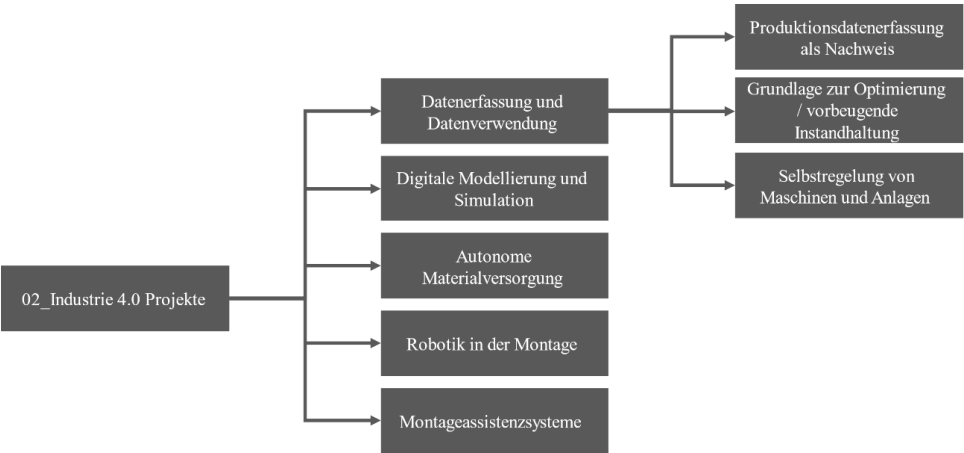 Produktionsdatenerfassung
als Nachweis
Datenerfassung und
Datenverwendung
Grundlage zur Optimierung
/ vorbeugende
Instandhaltung
Digitale Modellierung und
Simulation
Selbstregelung von
Maschinen und Anlagen
Autonome
Materialversorgung
02_Industrie 4.0 Projekte
Robotik in der Montage
Montageassistenzsysteme